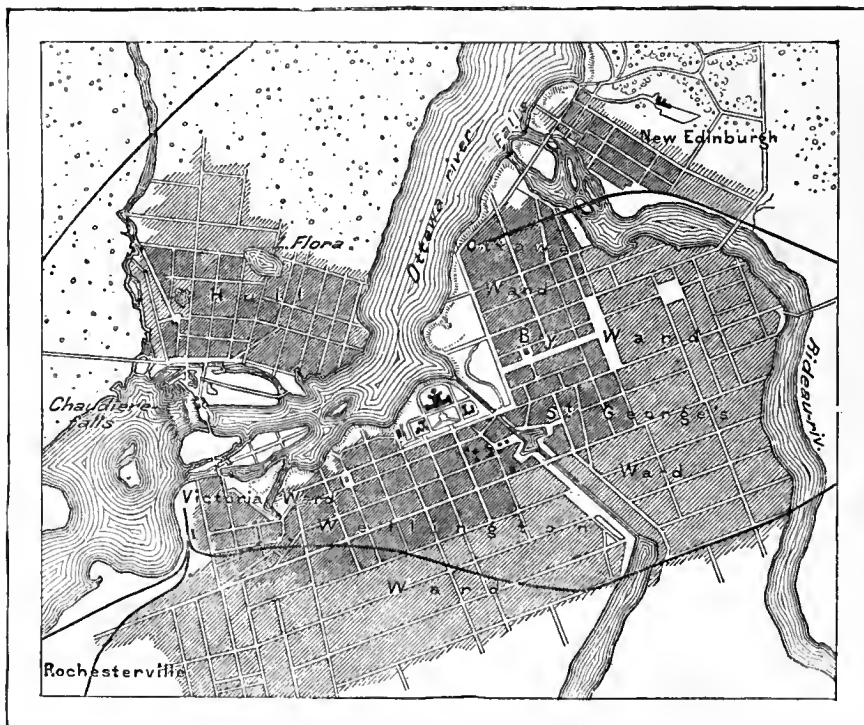 New Edinburgh
Falls
Ottawa river
Flora
Ottawa
Ward
Hull
By Ward
Chaudiere
Falls
Rideau riv.
St George's
Ward
Victoria Ward
Wellington
Ward
Rochesterville